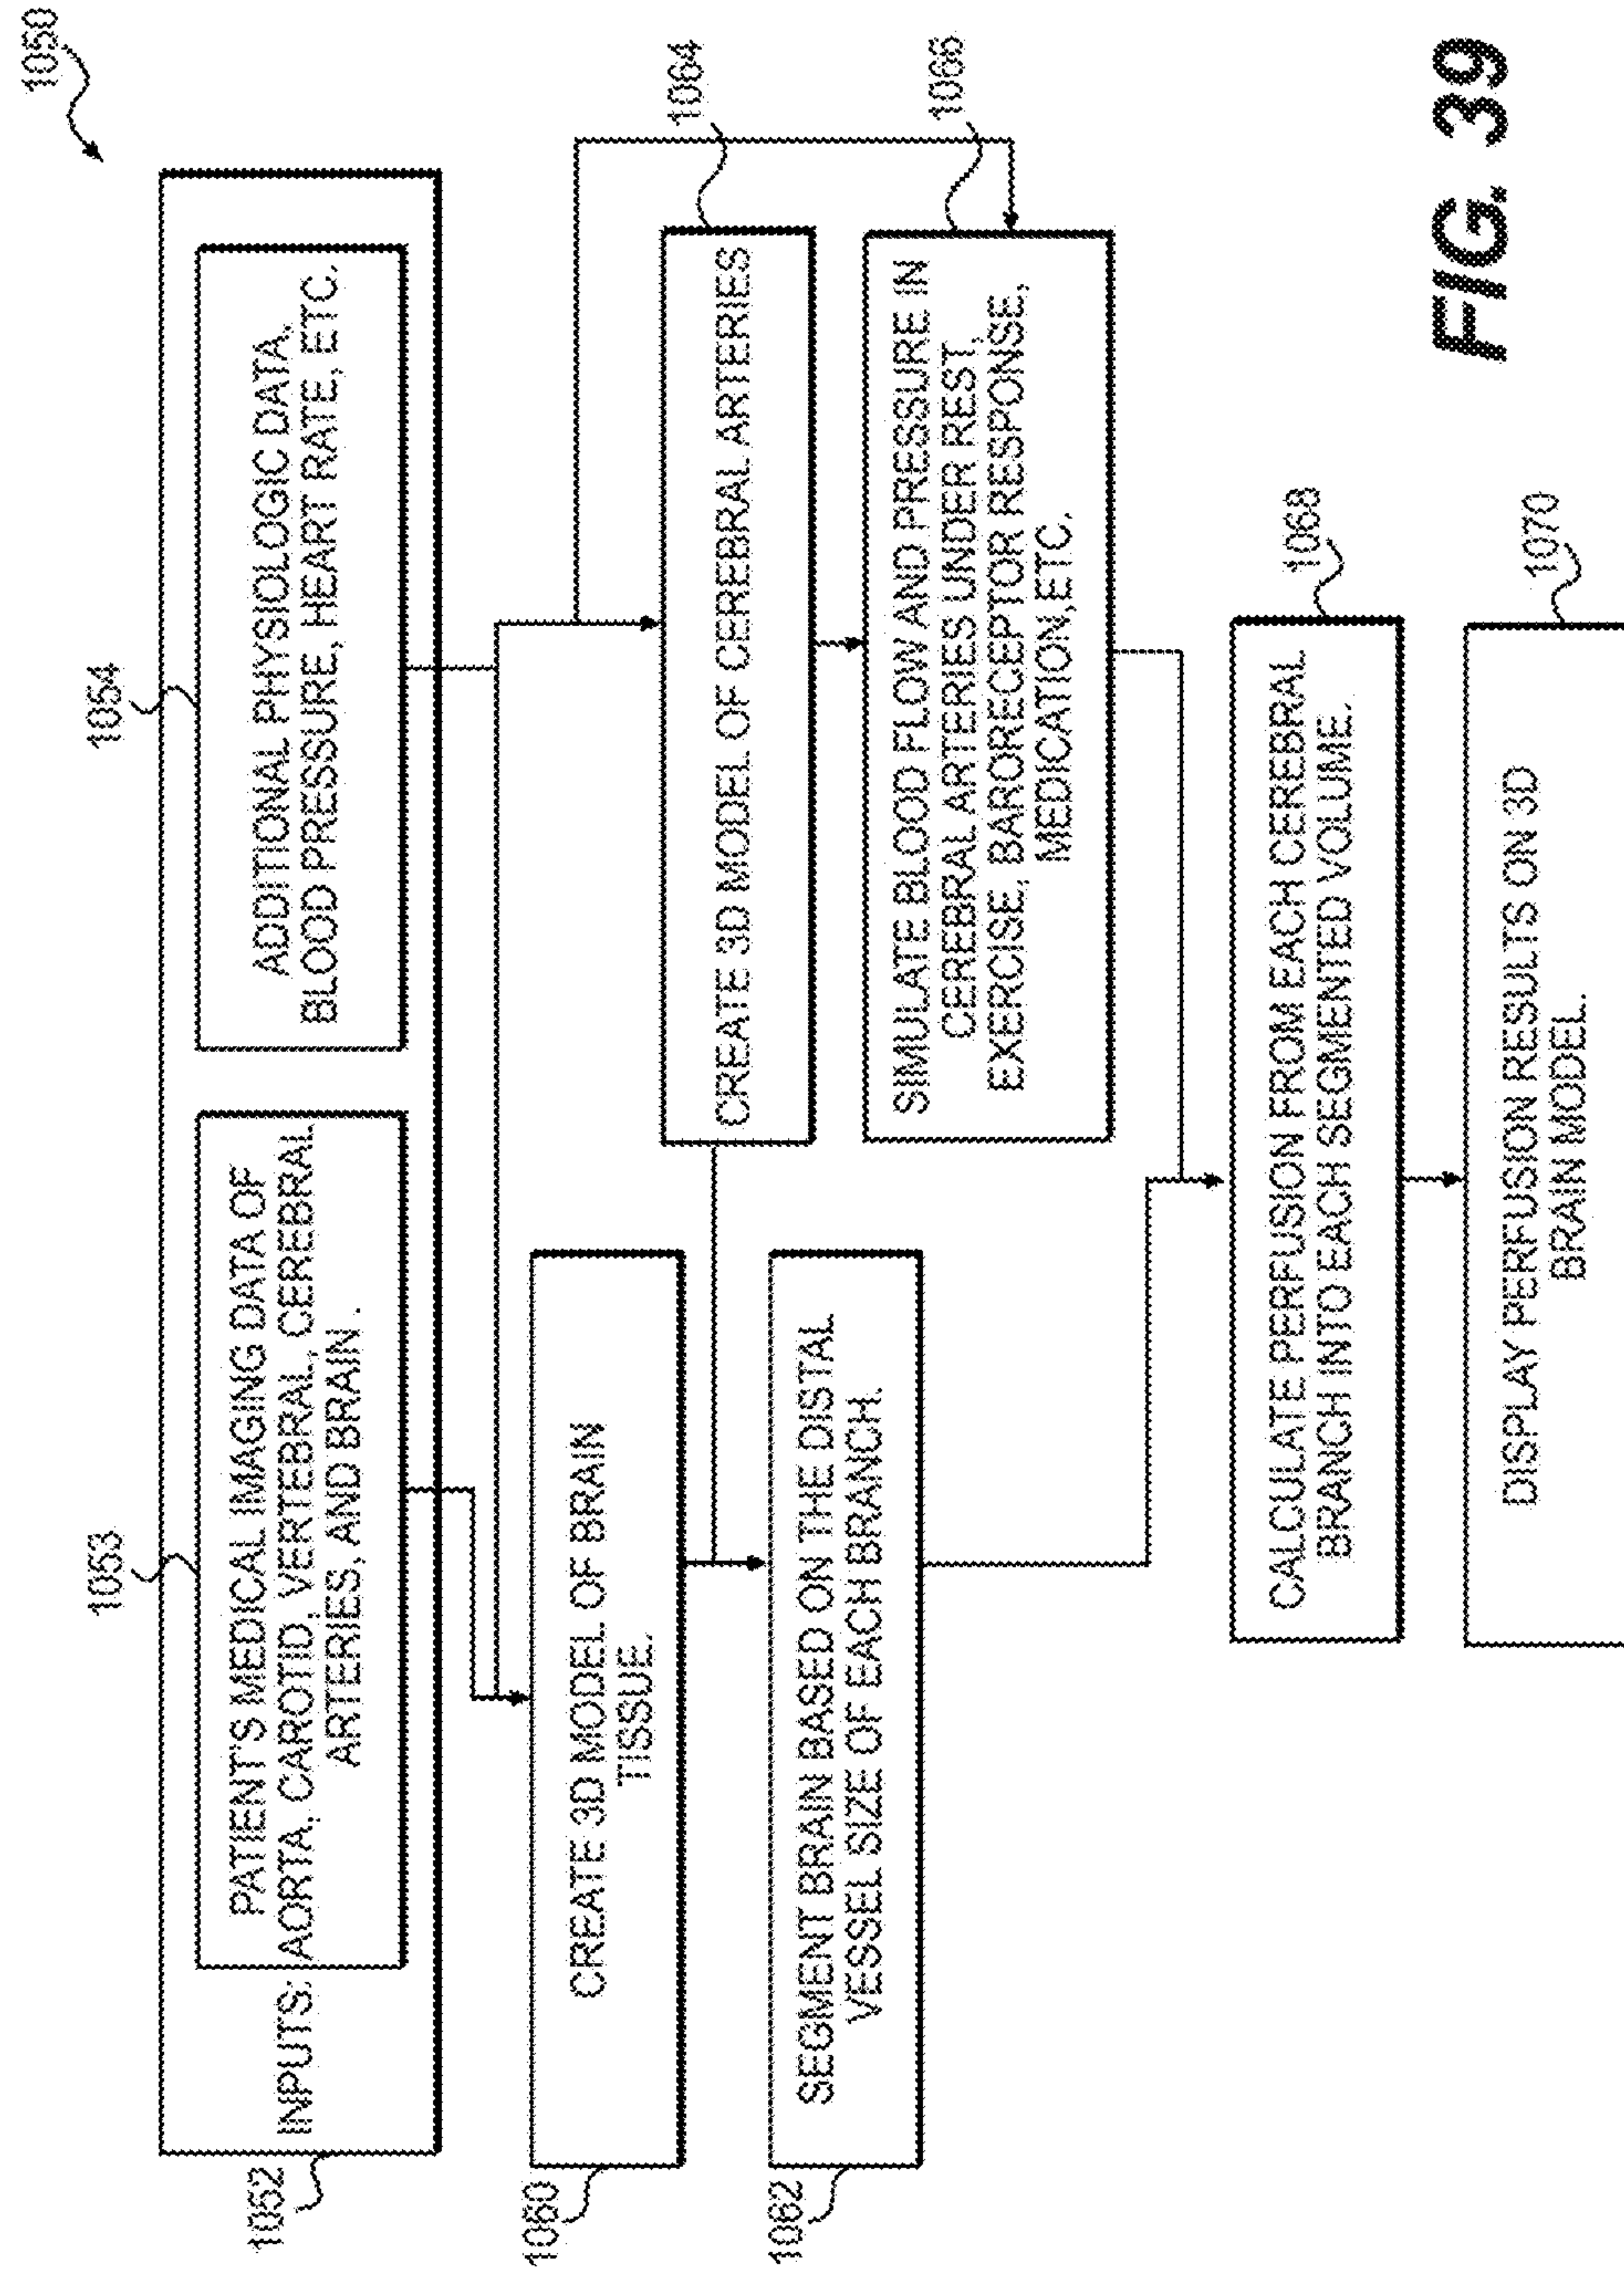 1050
1052
INPUTS:
1053
PATIENT'S MEDICAL IMAGING DATA OF
AORTA, CAROTID, VERTEBRAL, CEREBRAL
ARTERIES, AND BRAIN.
1054
ADDITIONAL PHYSIOLOGIC DATA,
BLOOD PRESSURE, HEART RATE, ETC.
1060
CREATE 3D MODEL OF BRAIN
TISSUE.
1064
CREATE 3D MODEL OF CEREBRAL ARTERIES
1062
SEGMENT BRAIN BASED ON THE DISTAL
VESSEL SIZE OF EACH BRANCH.
1066
SIMULATE BLOOD FLOW AND PRESSURE IN
CEREBRAL ARTERIES UNDER REST,
EXERCISE, BARORECEPTOR RESPONSE,
MEDICATION,ETC.
1068
CALCULATE PERFUSION FROM EACH CEREBRAL
BRANCH INTO EACH SEGMENTED VOLUME.
1070
DISPLAY PERFUSION RESULTS ON 3D
BRAIN MODEL.
FIG. 39